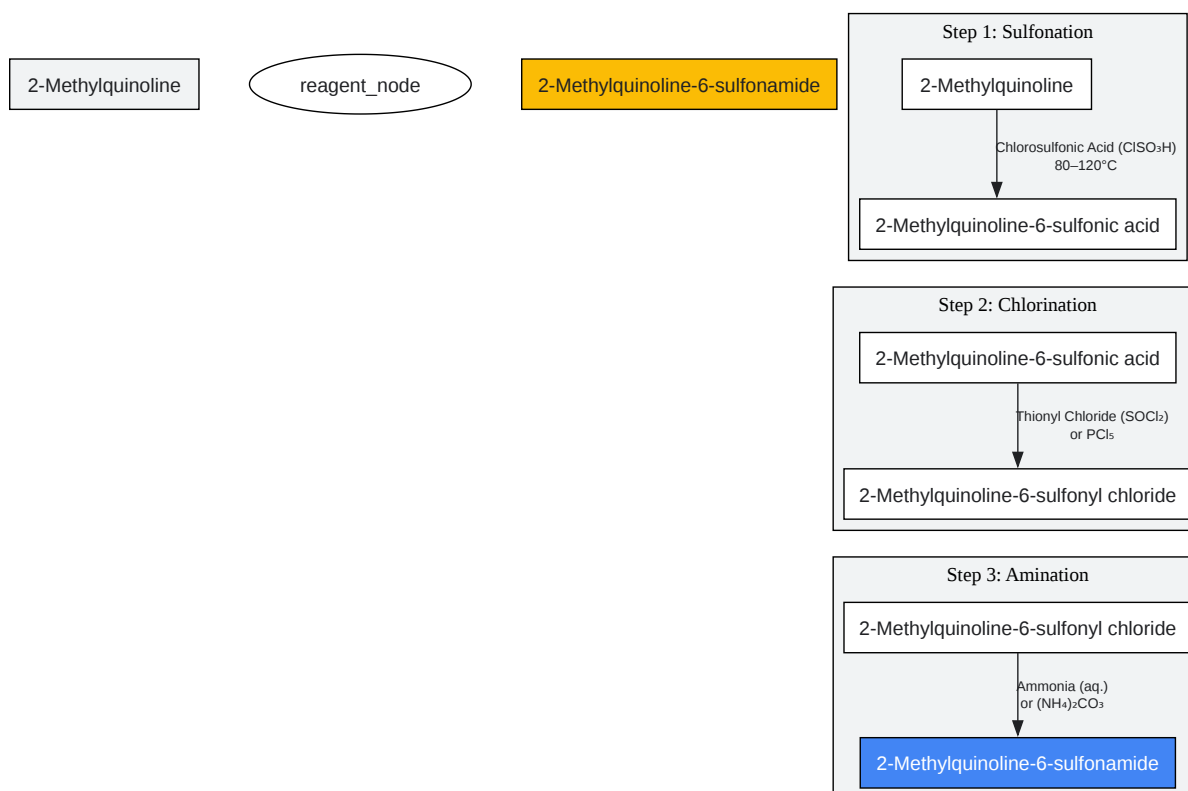 2-Methylquinoline
reagent_node
2-Methylquinoline-6-sulfonamide
Step 1: Sulfonation
2-Methylquinoline
Chlorosulfonic Acid (ClSO₃H)
80–120°C
2-Methylquinoline-6-sulfonic acid
Step 2: Chlorination
2-Methylquinoline-6-sulfonic acid
Thionyl Chloride (SOCl₂)
or PCl₅
2-Methylquinoline-6-sulfonyl chloride
Step 3: Amination
2-Methylquinoline-6-sulfonyl chloride
Ammonia (aq.)
or (NH₄)₂CO₃
2-Methylquinoline-6-sulfonamide